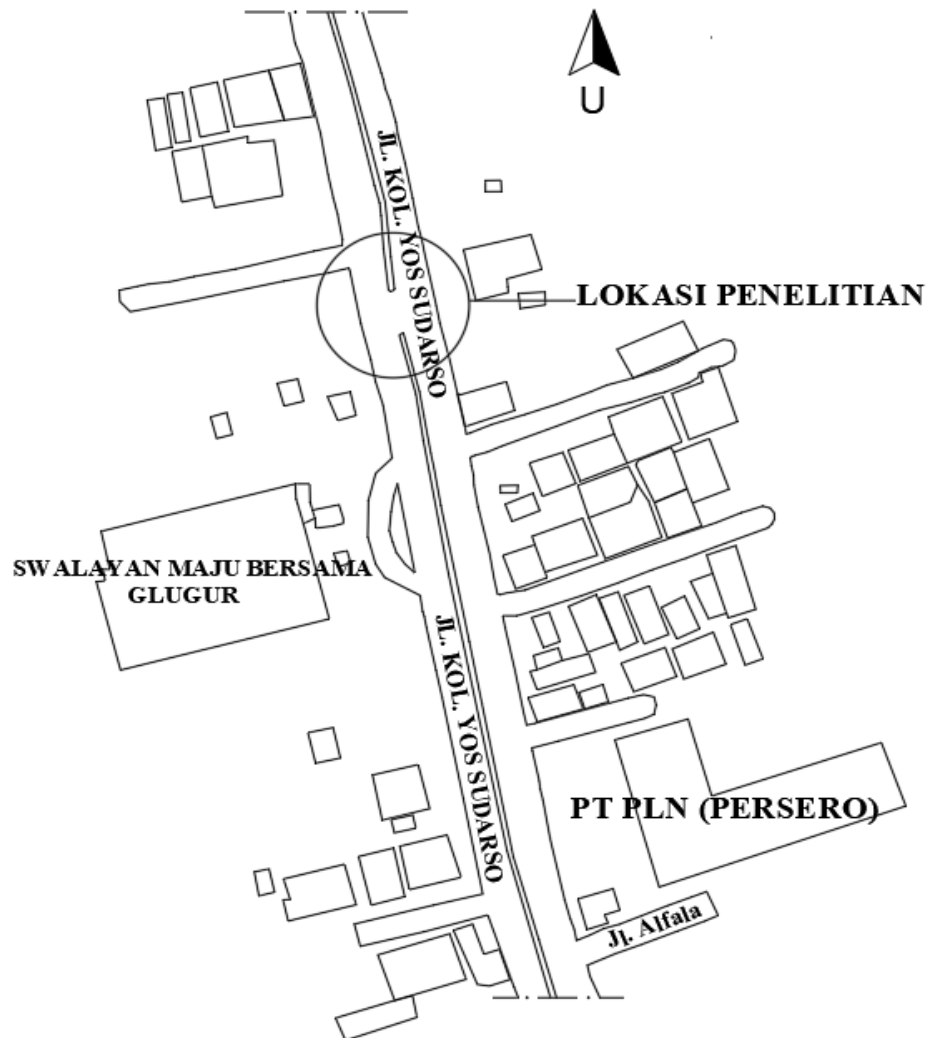 U
JL. KOL. YOS SUDARSO
LOKASI PENELITIAN
SWALAYAN MAJU BERSAMA
GLUGUR
JL. KOL. YOS SUDARSO
PT PLN (PERSERO)
Jl. Alfala